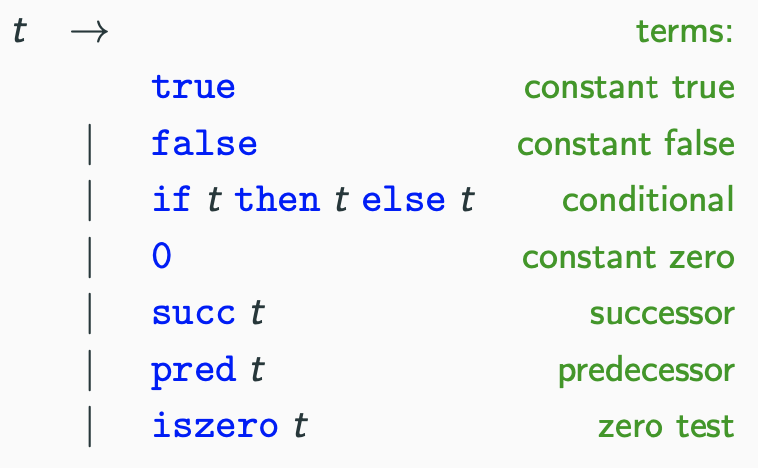 t → terms:
true constant true
| false constant false
| if t then t else t conditional
| 0 constant zero
| succ t successor
| pred t predecessor
| iszero t zero test